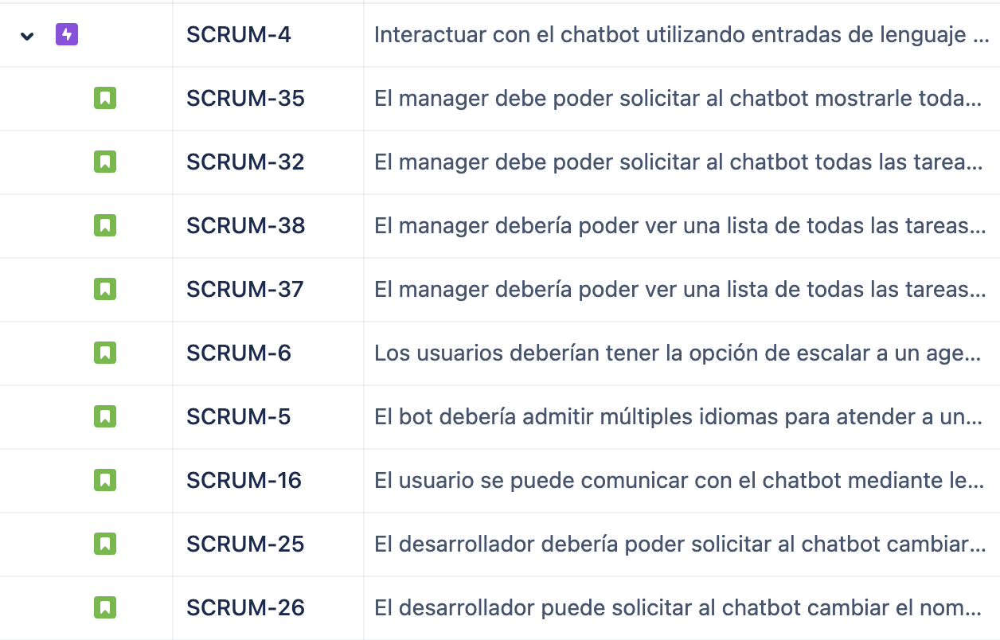 SCRUM-4 Interactuar con el chatbot utilizando entradas de lenguaje ...
SCRUM-35 El manager debe poder solicitar al chatbot mostrarle toda...
SCRUM-32 El manager debe poder solicitar al chatbot todas las tarea...
SCRUM-38 El manager debería poder ver una lista de todas las tareas...
SCRUM-37 El manager debería poder ver una lista de todas las tareas...
SCRUM-6 Los usuarios deberían tener la opción de escalar a un age...
SCRUM-5 El bot debería admitir múltiples idiomas para atender a un...
SCRUM-16 El usuario se puede comunicar con el chatbot mediante le...
SCRUM-25 El desarrollador debería poder solicitar al chatbot cambiar...
SCRUM-26 El desarrollador puede solicitar al chatbot cambiar el nom...